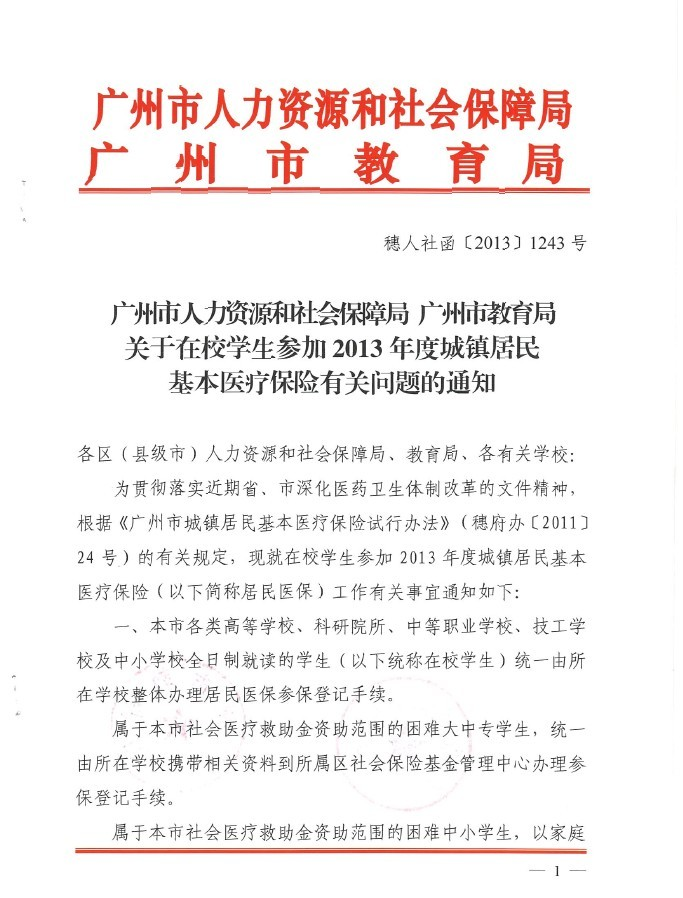 广州市人力资源和社会保障局
广州市教育局
穗人社函〔2013〕1243 号
广州市人力资源和社会保障局 广州市教育局
关于在校学生参加 2013 年度城镇居民
基本医疗保险有关问题的通知
各区（县级市）人力资源和社会保障局、教育局、各有关学校：
为贯彻落实近期省、市深化医药卫生体制改革的文件精神，
根据《广州市城镇居民基本医疗保险试行办法》（穗府办〔2011〕
24 号）的有关规定，现就在校学生参加 2013 年度城镇居民基本
医疗保险（以下简称居民医保）工作有关事宜通知如下：
一、本市各类高等学校、科研院所、中等职业学校、技工学
校及中小学校全日制就读的学生（以下统称在校学生）统一由所
在学校整体办理居民医保参保登记手续。
属于本市社会医疗救助金资助范围的困难大中专学生，统一
由所在学校携带相关资料到所属区社会保险基金管理中心办理参
保登记手续。
属于本市社会医疗救助金资助范围的困难中小学生，以家庭
— 1 —